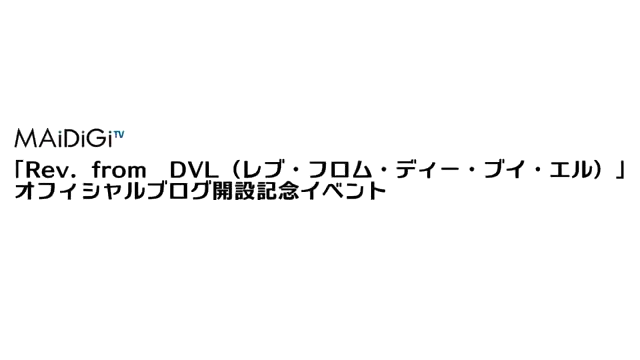 MAiDiGiTV
「Rev. from　DVL（レブ・フロム・ディー・ブイ・エル）」
オフィシャルブログ開設記念イベント